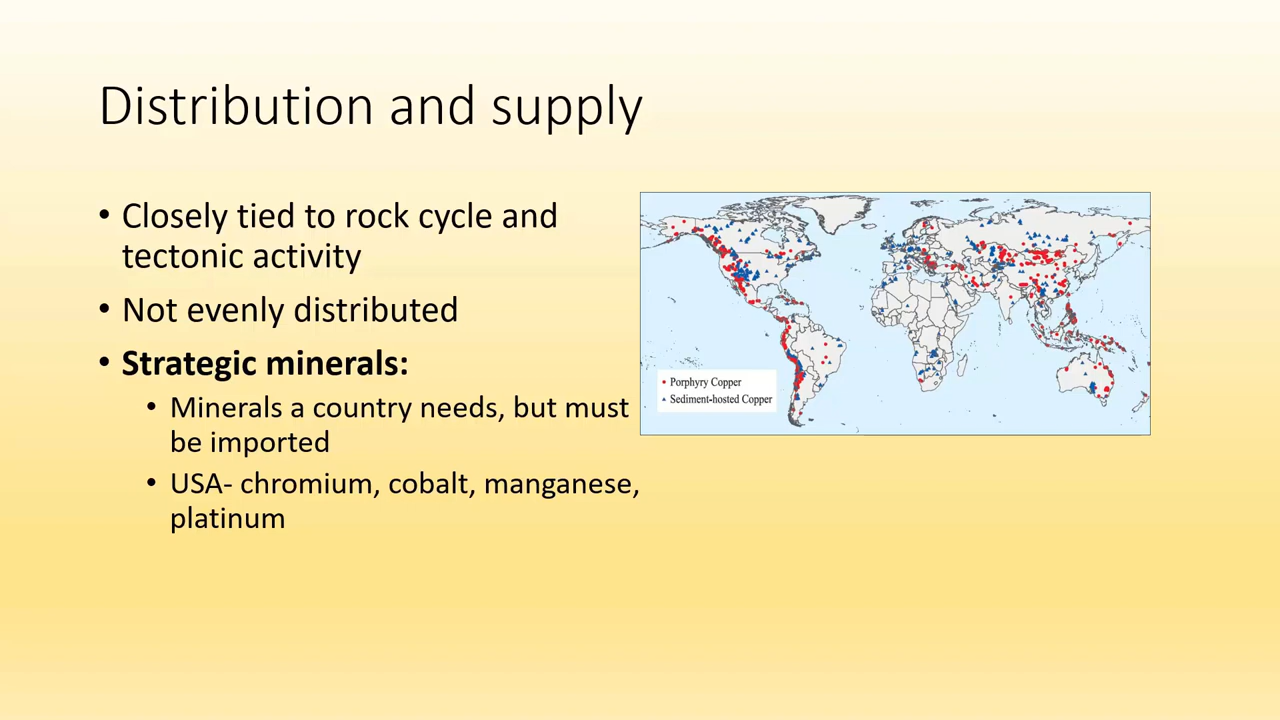 Distribution and supply
• Closely tied to rock cycle and
tectonic activity
• Not evenly distributed
• Strategic minerals:
• Minerals a country needs, but must
be imported
• USA- chromium, cobalt, manganese,
platinum
Porphyry Copper
Sediment-hosted Copper